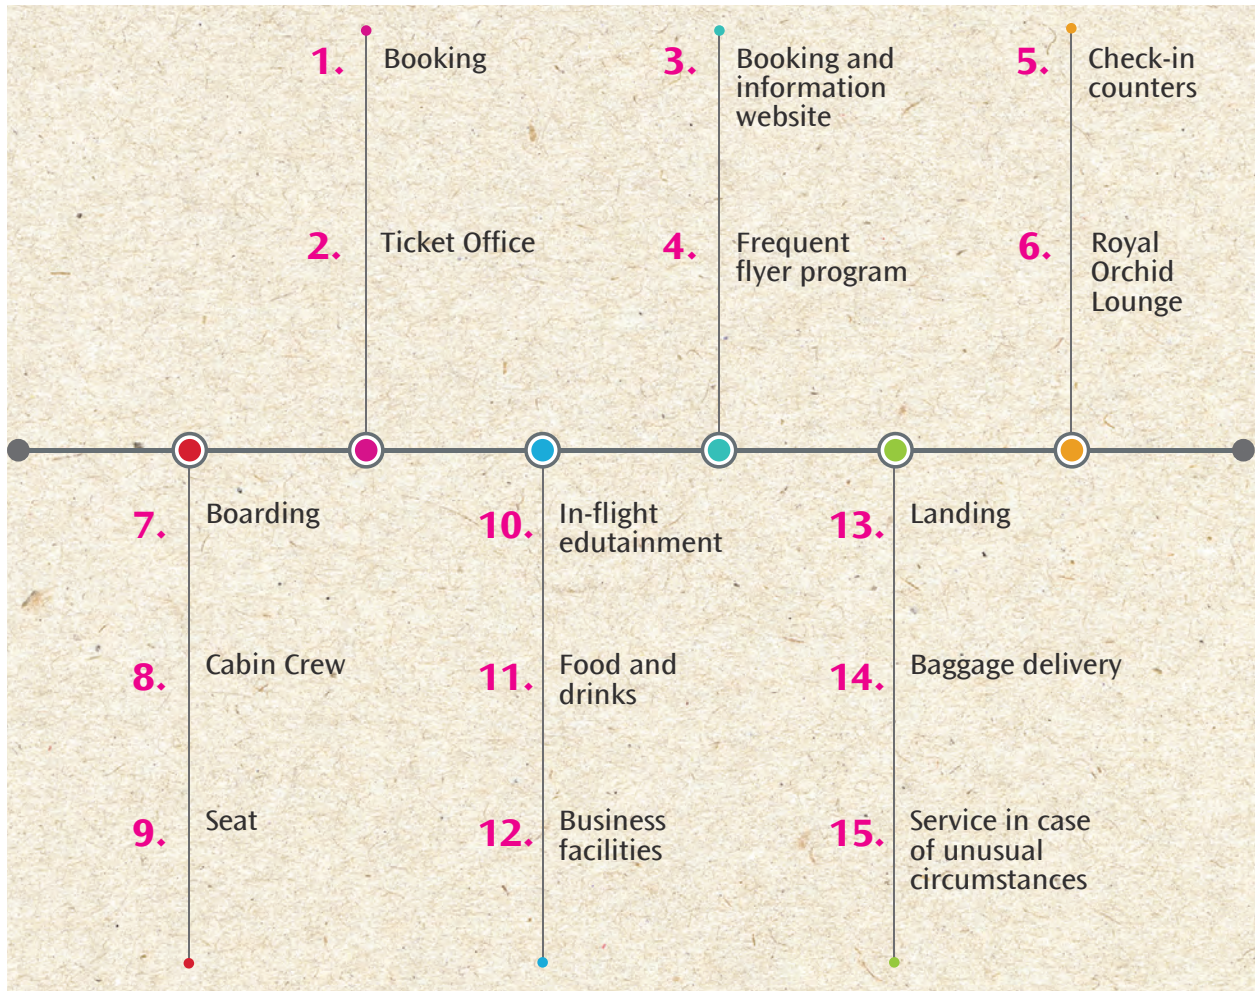 1. Booking
2. Ticket Office
3. Booking and
information
website
4. Frequent
flyer program
5. Check-in
counters
6. Royal
Orchid
Lounge
7. Boarding
8. Cabin Crew
9. Seat
10. In-flight
edutainment
11. Food and
drinks
12. Business
facilities
13. Landing
14. Baggage delivery
15. Service in case
of unusual
circumstances